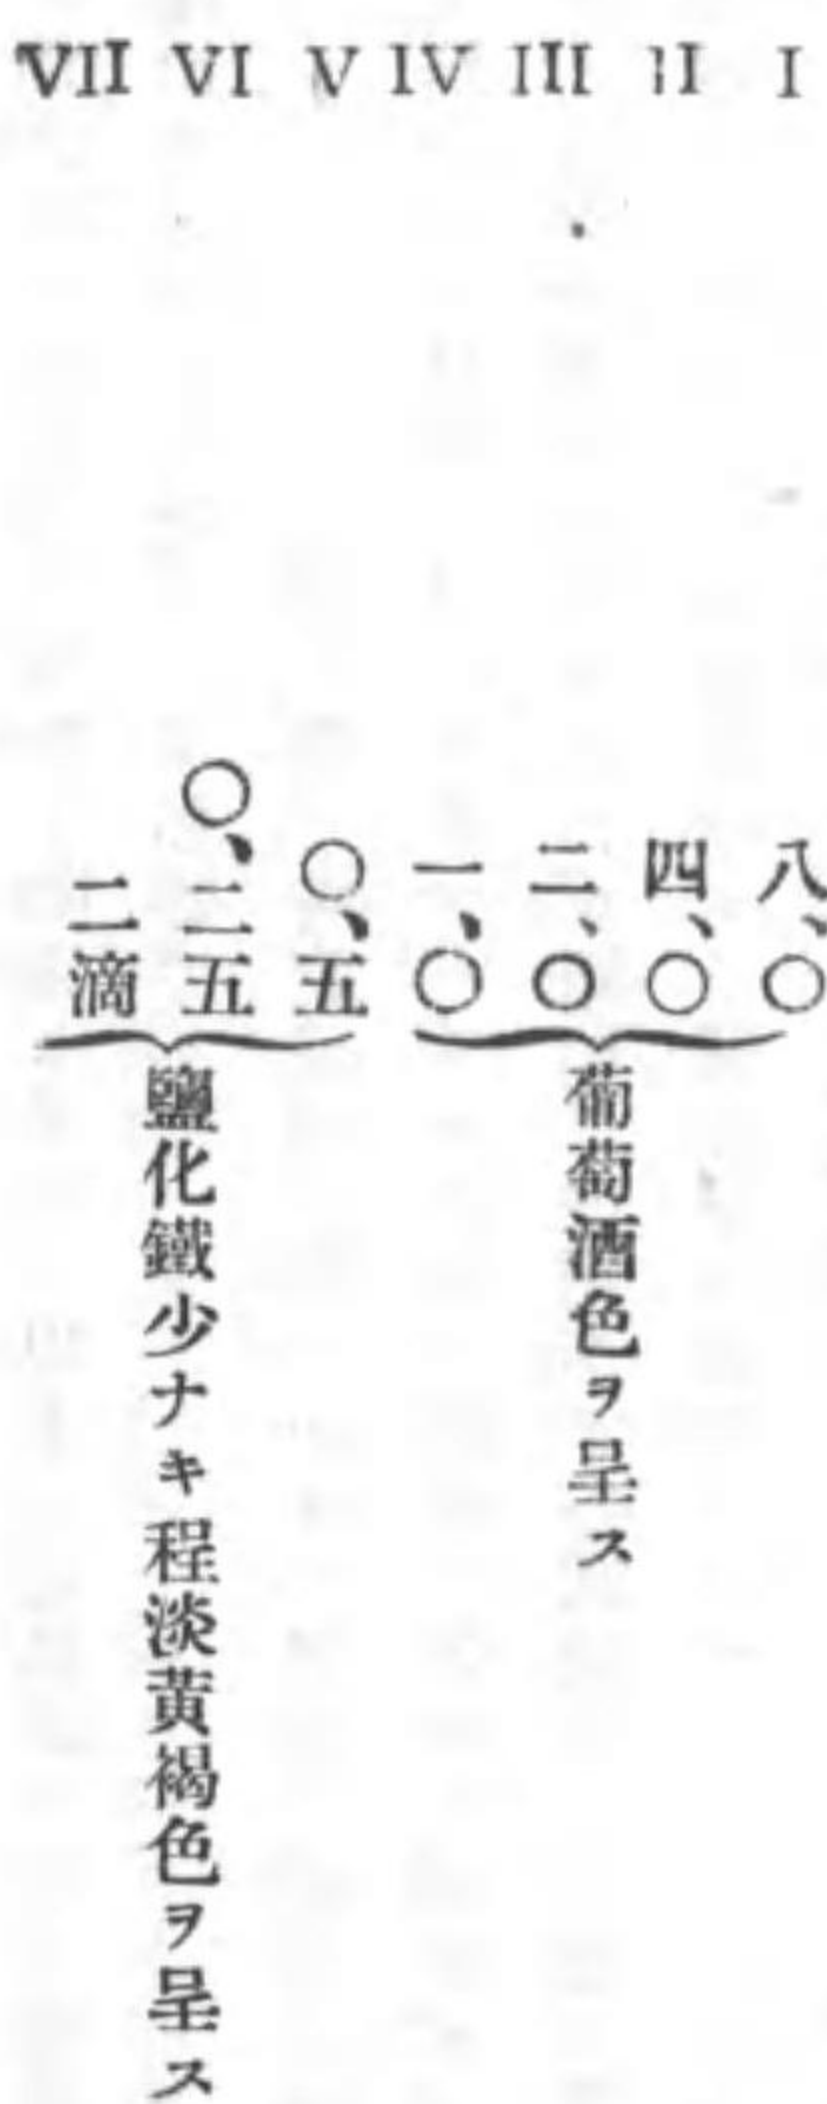 I 八、〇
II 四、〇
III 二、〇
IV 一、〇
葡萄酒色ヲ呈ス
V 〇、五
VI 〇、二五
VII 二滴
鹽化鐵少ナキ程淡黄褐色ヲ呈ス